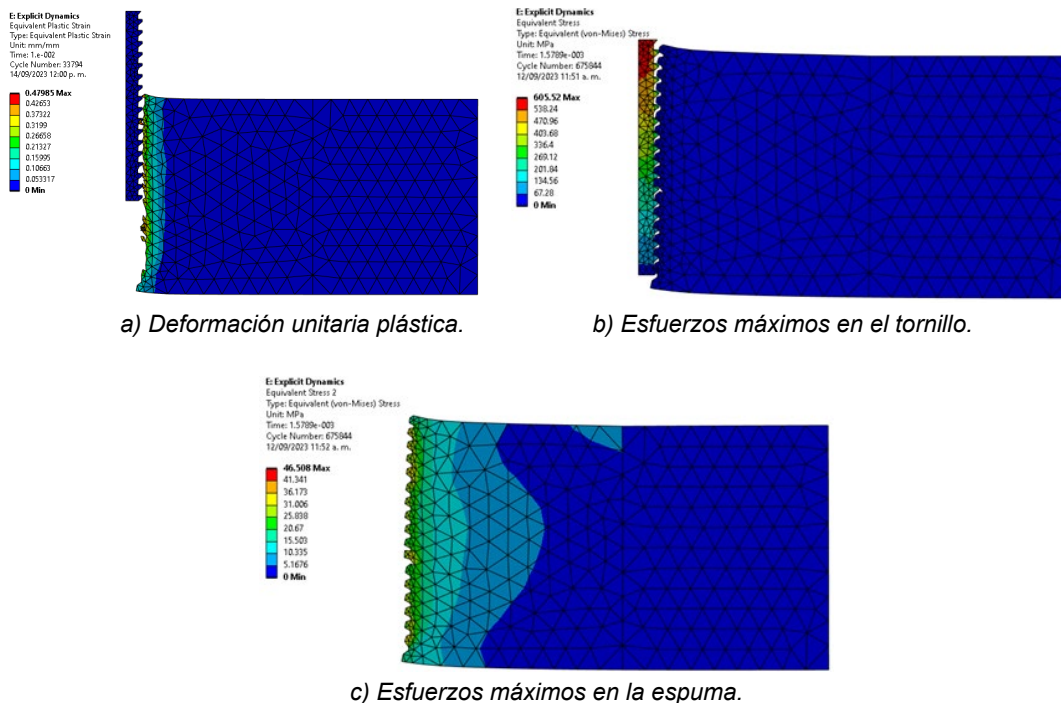 E: Explicit Dynamics
Equivalent Plastic Strain
Type: Equivalent Plastic Strain
Unit: mm/mm
Time: 1.e-002
Cycle Number: 33794
14/09/2023 12:00 p. m.
0.47985 Max
0.42653
0.37322
0.3199
0.26658
0.21327
0.15995
0.10663
0.053317
0 Min
a) Deformación unitaria plástica.
E: Explicit Dynamics
Equivalent Stress
Type: Equivalent (von-Mises) Stress
Unit: MPa
Time: 1.5789e-003
Cycle Number: 675844
12/09/2023 11:51 a. m.
605.52 Max
538.24
470.96
403.68
336.4
269.12
201.84
134.56
67.28
0 Min
b) Esfuerzos máximos en el tornillo.
E: Explicit Dynamics
Equivalent Stress 2
Type: Equivalent (von-Mises) Stress
Unit: MPa
Time: 1.5789e-003
Cycle Number: 675844
12/09/2023 11:52 a. m.
46.508 Max
41.341
36.173
31.006
25.838
20.67
15.503
10.335
5.1676
0 Min
c) Esfuerzos máximos en la espuma.